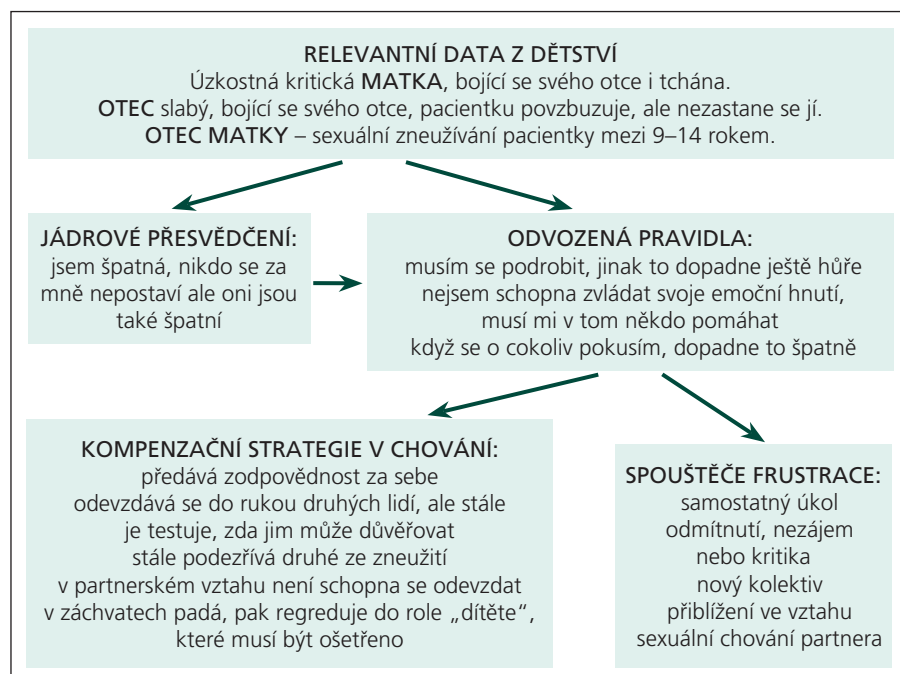 RELEVANTNÍ DATA Z DĚTSTVÍ
Úzkostná kritická MATKA, bojící se svého otce i tchána.
OTEC slabý, bojící se svého otce, pacientku povzbuzuje, ale nezastane se jí.
OTEC MATKY – sexuální zneužívání pacientky mezi 9–14 rokem.
JÁDROVÉ PŘESVĚDČENÍ:
jsem špatná, nikdo se za
mně nepostaví ale oni jsou
také špatní
ODVOZENÁ PRAVIDLA:
musím se podrobit, jinak to dopadne ještě hůře
nejsem schopna zvládat svoje emoční hnutí,
musí mi v tom někdo pomáhat
když se o cokoliv pokusím, dopadne to špatně
KOMPENZAČNÍ STRATEGIE V CHOVÁNÍ:
předává zodpovědnost za sebe
odevzdává se do rukou druhých lidí, ale stále
je testuje, zda jim může důvěřovat
stále podezřívá druhé ze zneužití
v partnerském vztahu není schopna se odevzdat
v záchvatech padá, pak regreduje do role „dítěte“,
které musí být ošetřeno
SPOUŠTĚČE FRUSTRACE:
samostatný úkol
odmítnutí, nezájem
nebo kritika
nový kolektiv
přiblížení ve vztahu
sexuální chování partnera